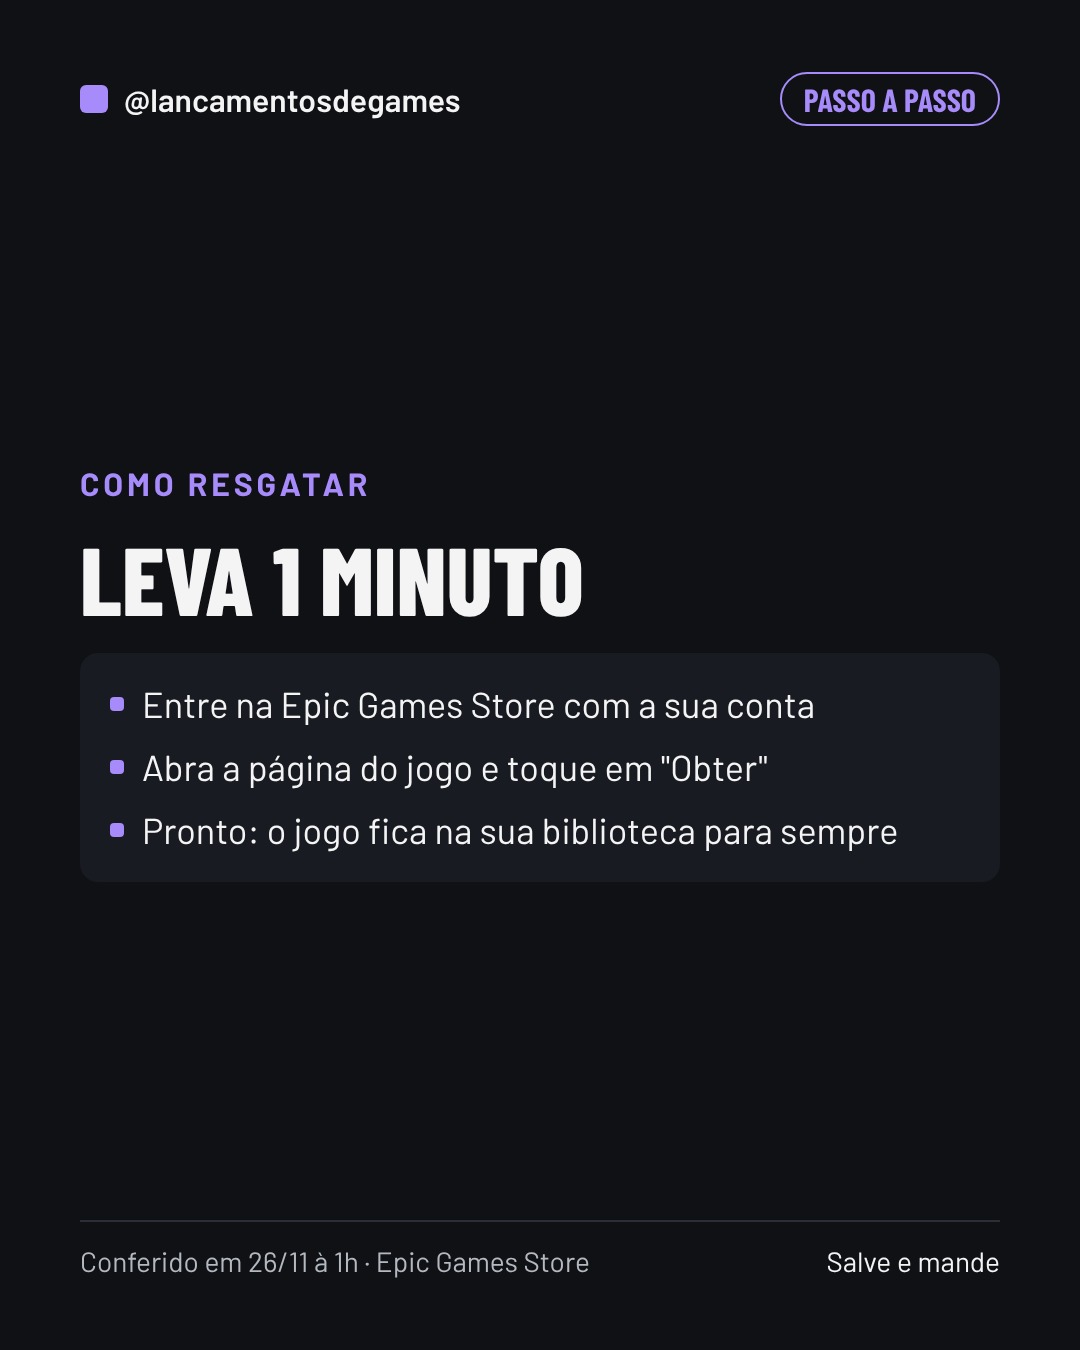 @lancamentosdegames
PASSO A PASSO
COMO RESGATAR
LEVA 1 MINUTO
Entre na Epic Games Store com a sua conta
Abra a página do jogo e toque em "Obter"
Pronto: o jogo fica na sua biblioteca para sempre
Conferido em 26/11 à 1h · Epic Games Store
Salve e mande